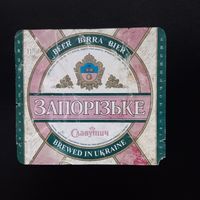 BEER BIRRA BIER
ЗАПОРІЗЬКЕ
Славутич
BREWED IN UKRAINE